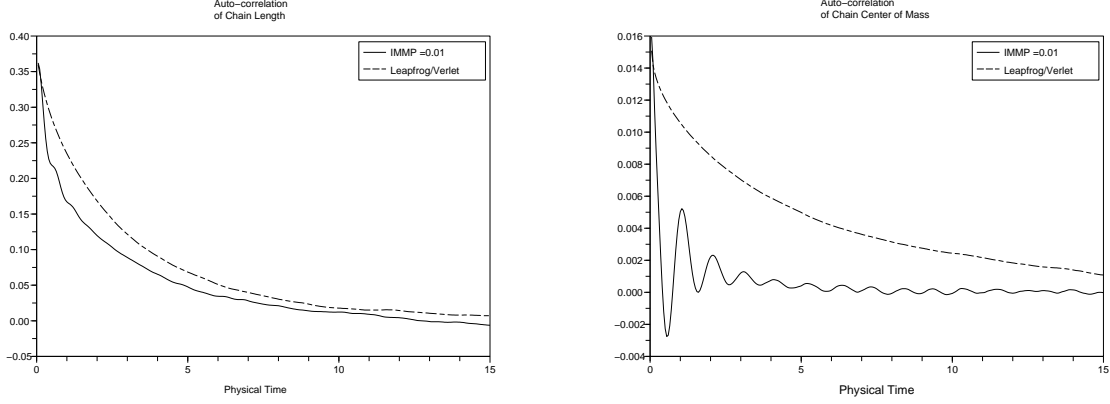 Auto-correlation
of Chain Length
0.40
0.35
0.30
0.25
0.20
0.15
0.10
0.05
0.00
-0.05
0
5
10
15
Physical Time
IMMP =0.01
Leapfrog/Verlet
Auto-correlation
of Chain Center of Mass
0.016
0.014
0.012
0.010
0.008
0.006
0.004
0.002
0.000
-0.002
-0.004
0
5
10
15
Physical Time
IMMP =0.01
Leapfrog/Verlet